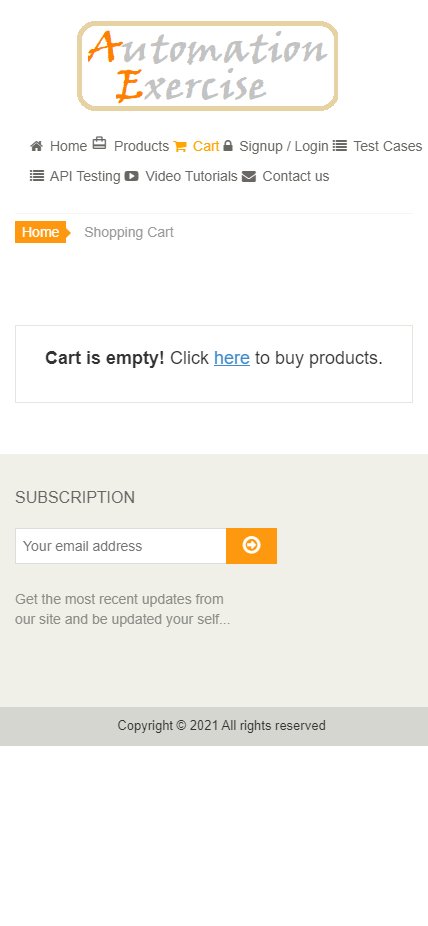 Automation
Exercise
Home Products Cart Signup / Login Test Cases
API Testing Video Tutorials Contact us
Home Shopping Cart
Cart is empty! Click here to buy products.
SUBSCRIPTION
Your email address
Get the most recent updates from
our site and be updated your self...
Copyright © 2021 All rights reserved